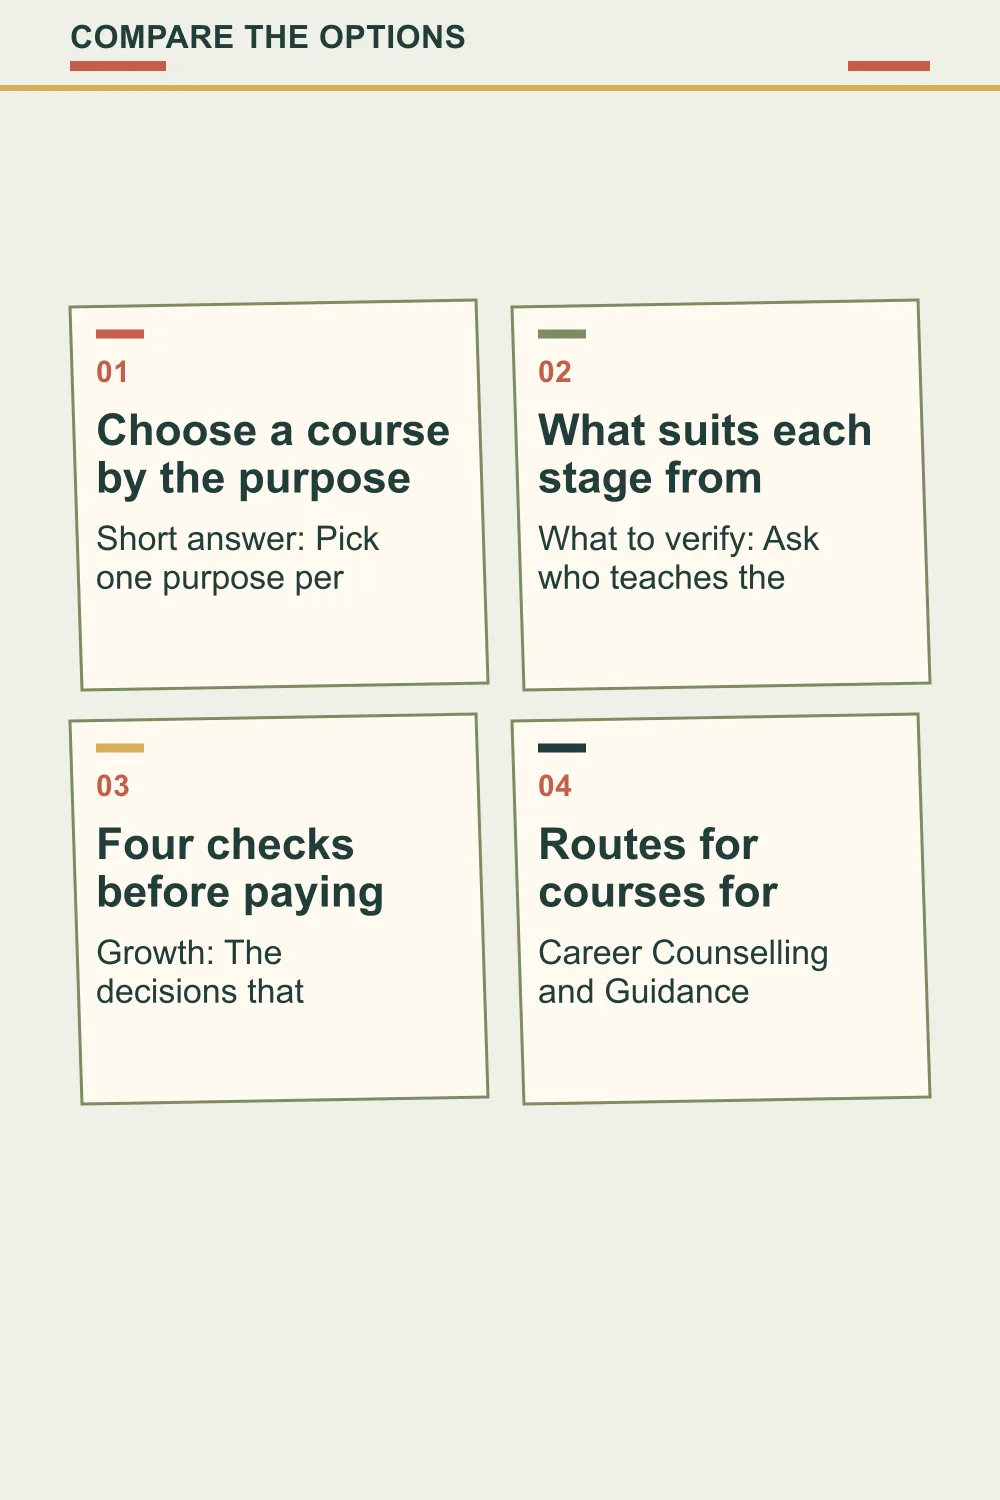 COMPARE THE OPTIONS
01
Choose a course
by the purpose
Short answer: Pick
one purpose per
02
What suits each
stage from
What to verify: Ask
who teaches the
03
Four checks
before paying
Growth: The
decisions that
04
Routes for
courses for
Career Counselling
and Guidance